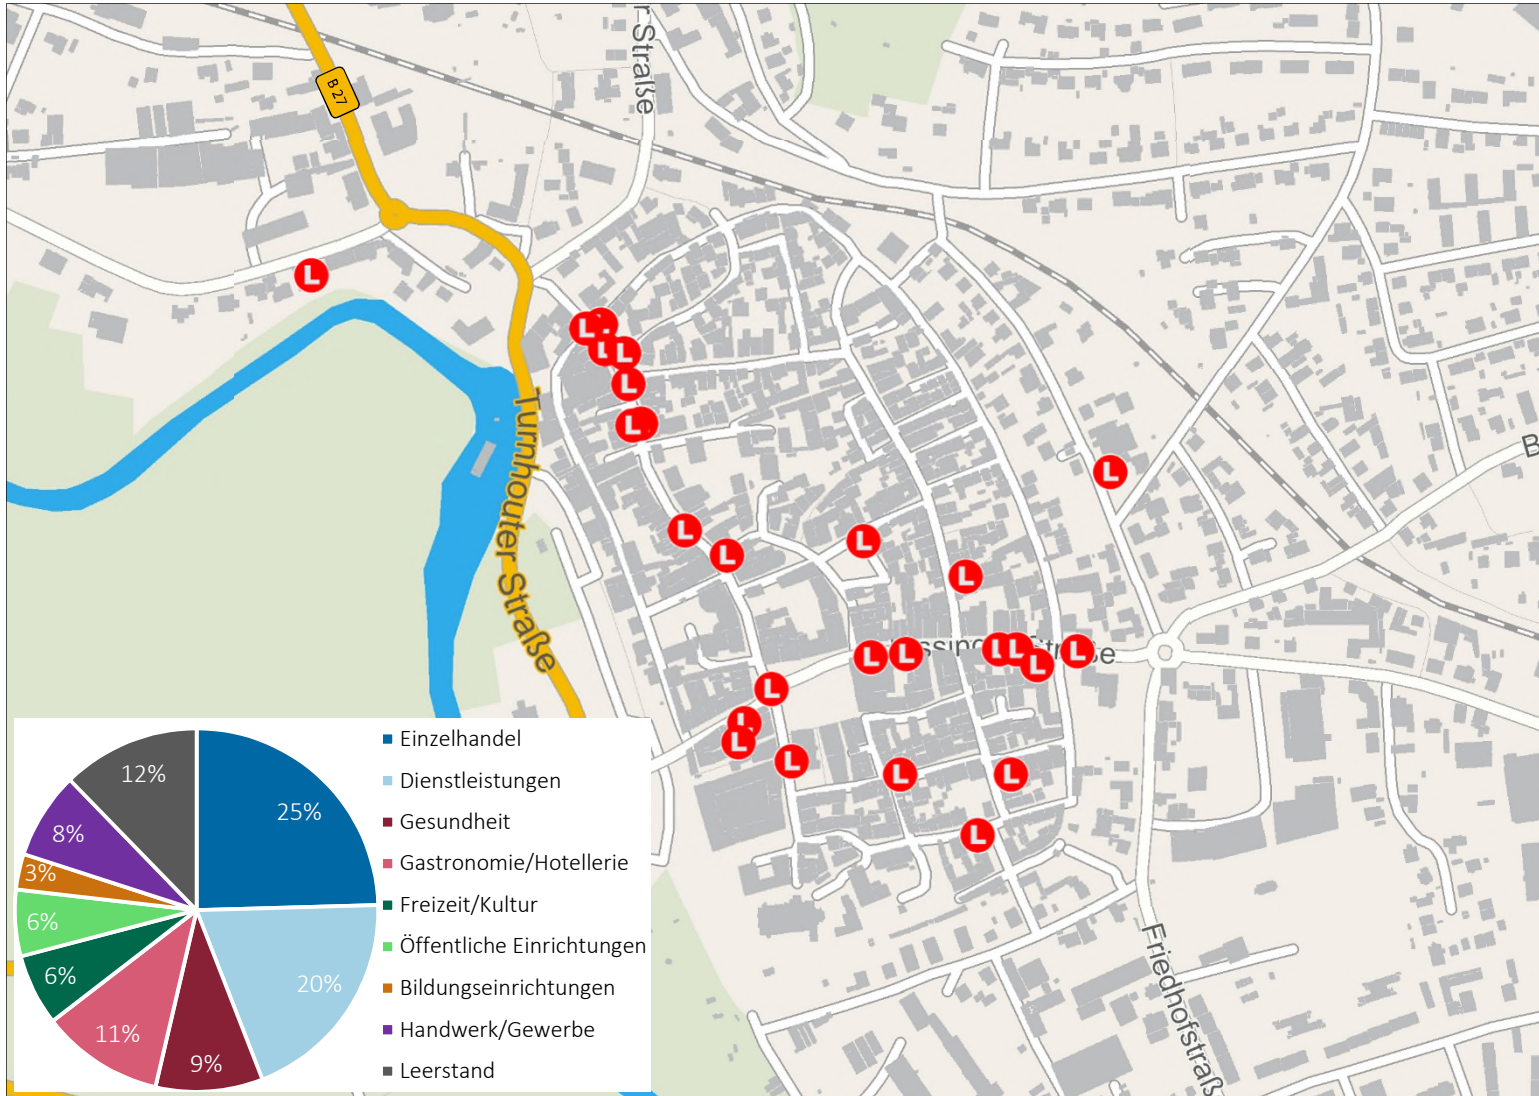 r-Straße
B 27
L
L
L
L
L
L
L
L
Turnhouter Straße
L
L
L
L
L
B
L
L
L
L
L
L
Straße
L
L
L
L
L
L
L
Friedhofstraß
12%
25%
8%
3%
6%
6%
20%
11%
9%
Einzelhandel
Dienstleistungen
Gesundheit
Gastronomie/Hotellerie
Freizeit/Kultur
Öffentliche Einrichtungen
Bildungseinrichtungen
Handwerk/Gewerbe
Leerstand